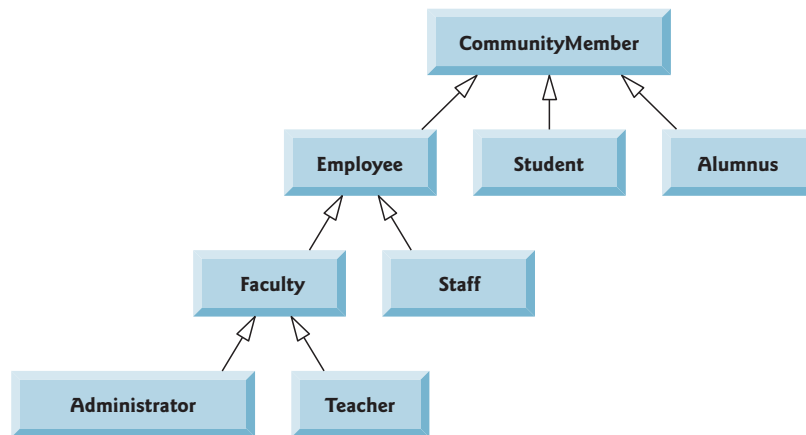 CommunityMember
Employee
Student
Alumnus
Faculty
Staff
Administrator
Teacher